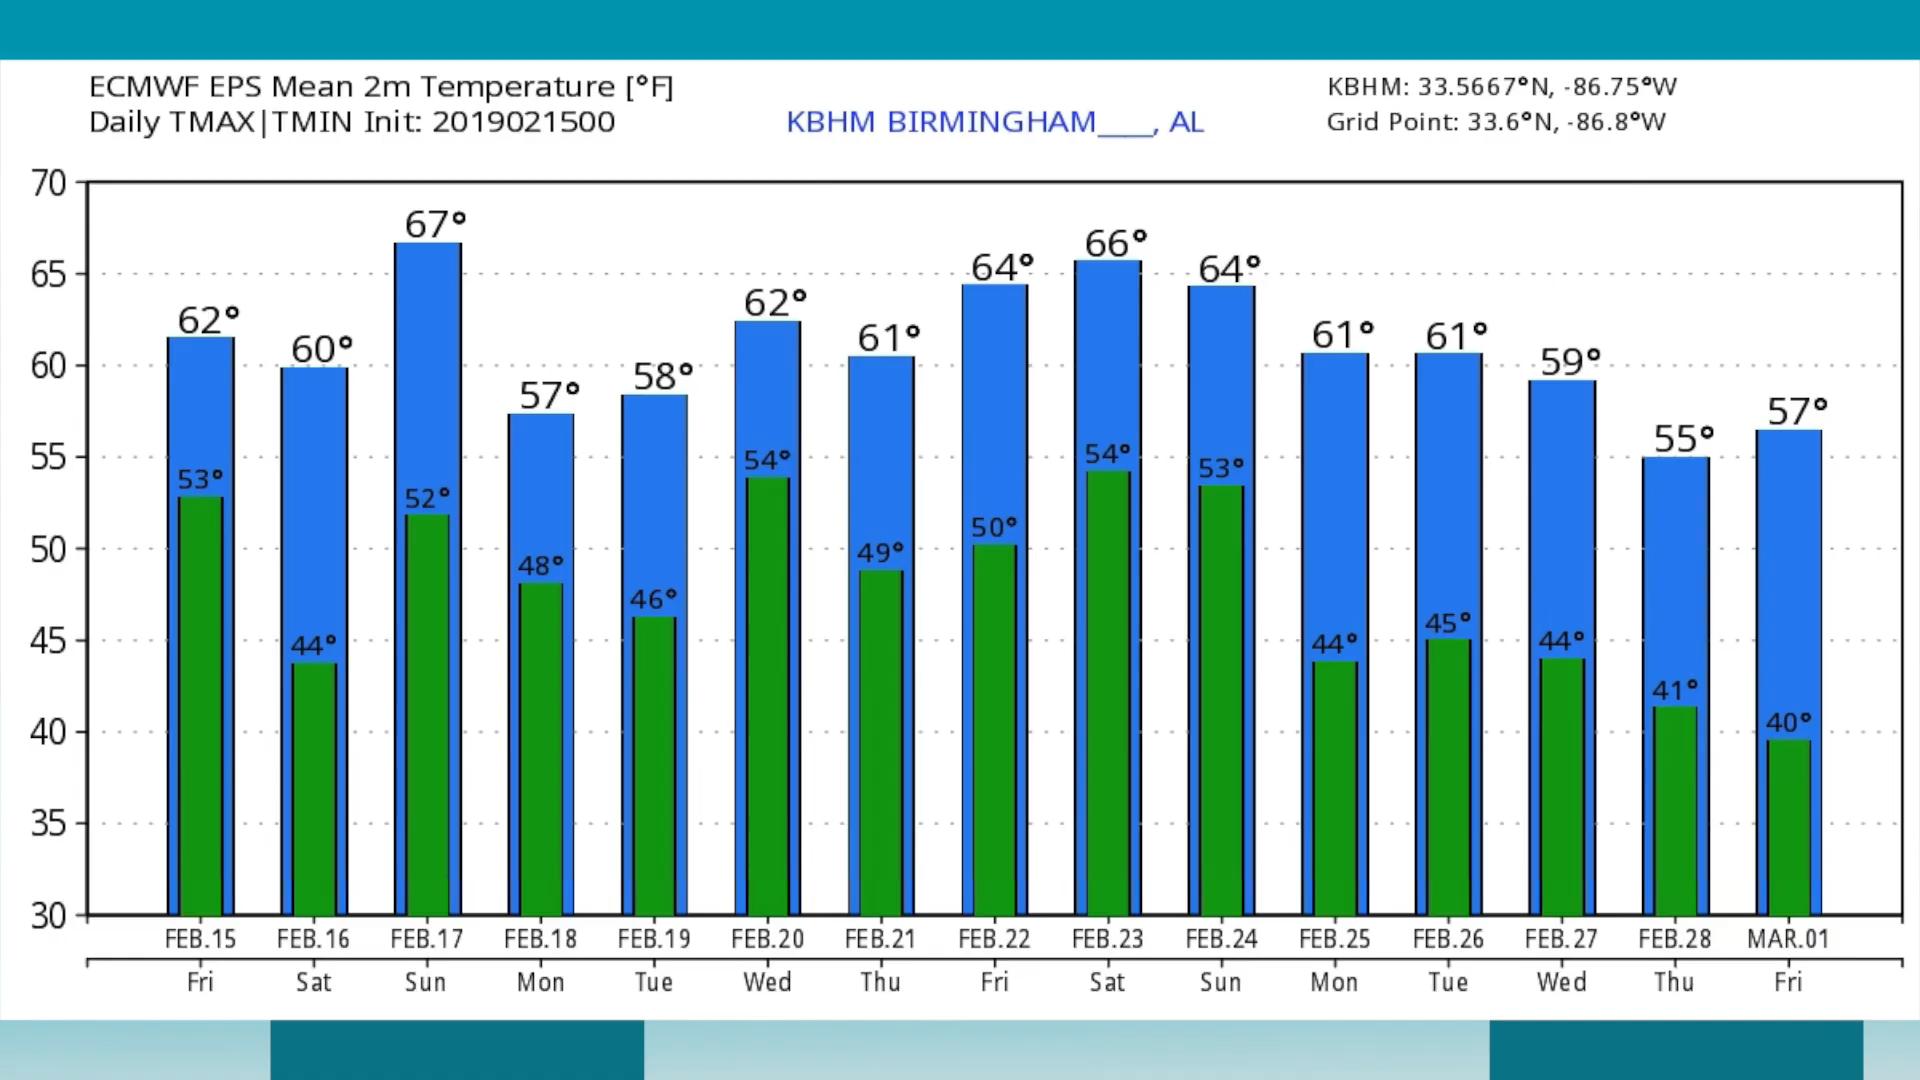 ECMWF EPS Mean 2m Temperature [°F]
Daily TMAX|TMIN Init: 2019021500
KBHM BIRMINGHAM____, AL
KBHM: 33.5667°N, -86.75°W
Grid Point: 33.6°N, -86.8°W
70
65
60
55
50
45
40
35
30
62° 60° 67° 57° 58° 62° 61° 64° 66° 64° 61° 61° 59° 55° 57°
53° 44° 52° 48° 46° 54° 49° 50° 54° 53° 44° 45° 44° 41° 40°
FEB.15 FEB.16 FEB.17 FEB.18 FEB.19 FEB.20 FEB.21 FEB.22 FEB.23 FEB.24 FEB.25 FEB.26 FEB.27 FEB.28 MAR.01
Fri Sat Sun Mon Tue Wed Thu Fri Sat Sun Mon Tue Wed Thu Fri